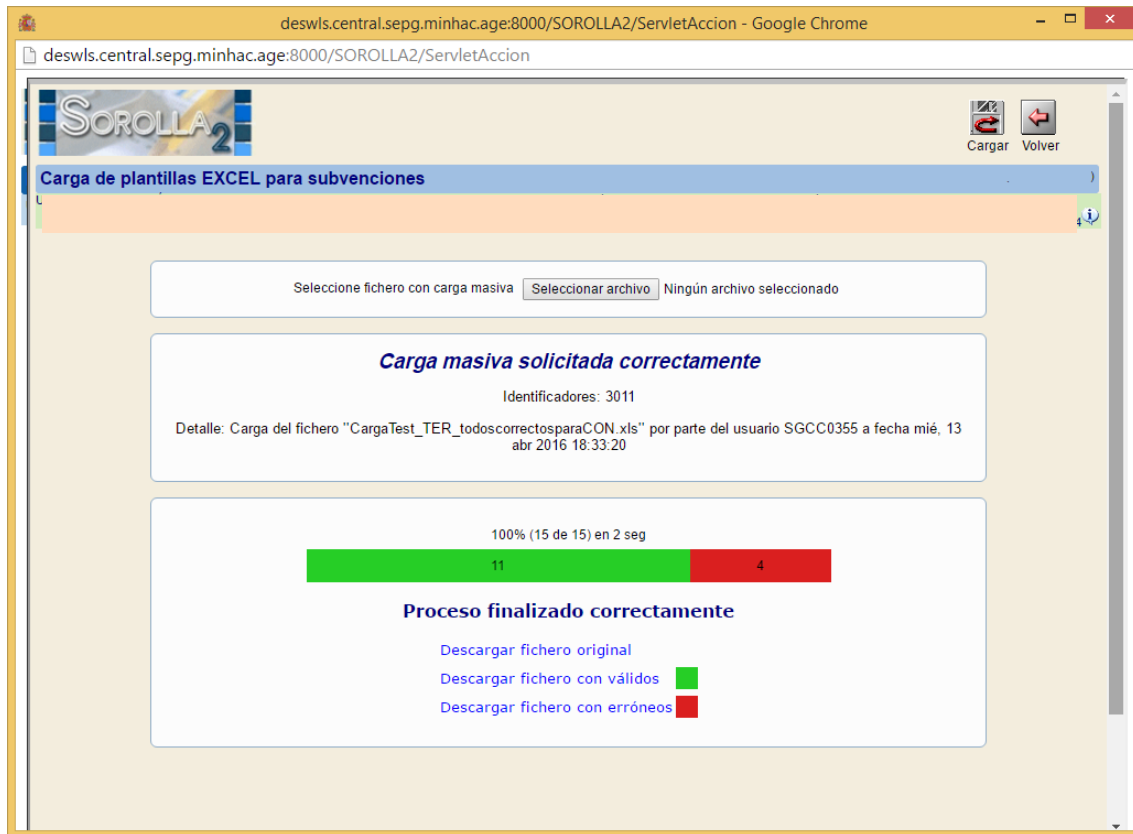 deswls.central.sepg.minhac.age:8000/SOROLLA2/ServletAccion - Google Chrome
deswls.central.sepg.minhac.age:8000/SOROLLA2/ServletAccion
SOROLLA2
Cargar Volver
Carga de plantillas EXCEL para subvenciones
Seleccione fichero con carga masiva Seleccionar archivo Ningún archivo seleccionado
Carga masiva solicitada correctamente
Identificadores: 3011
Detalle: Carga del fichero "CargaTest_TER_todoscorrectosparaCON.xls" por parte del usuario SGCC0355 a fecha mié, 13
abr 2016 18:33:20
100% (15 de 15) en 2 seg
11 4
Proceso finalizado correctamente
Descargar fichero original
Descargar fichero con válidos
Descargar fichero con erróneos